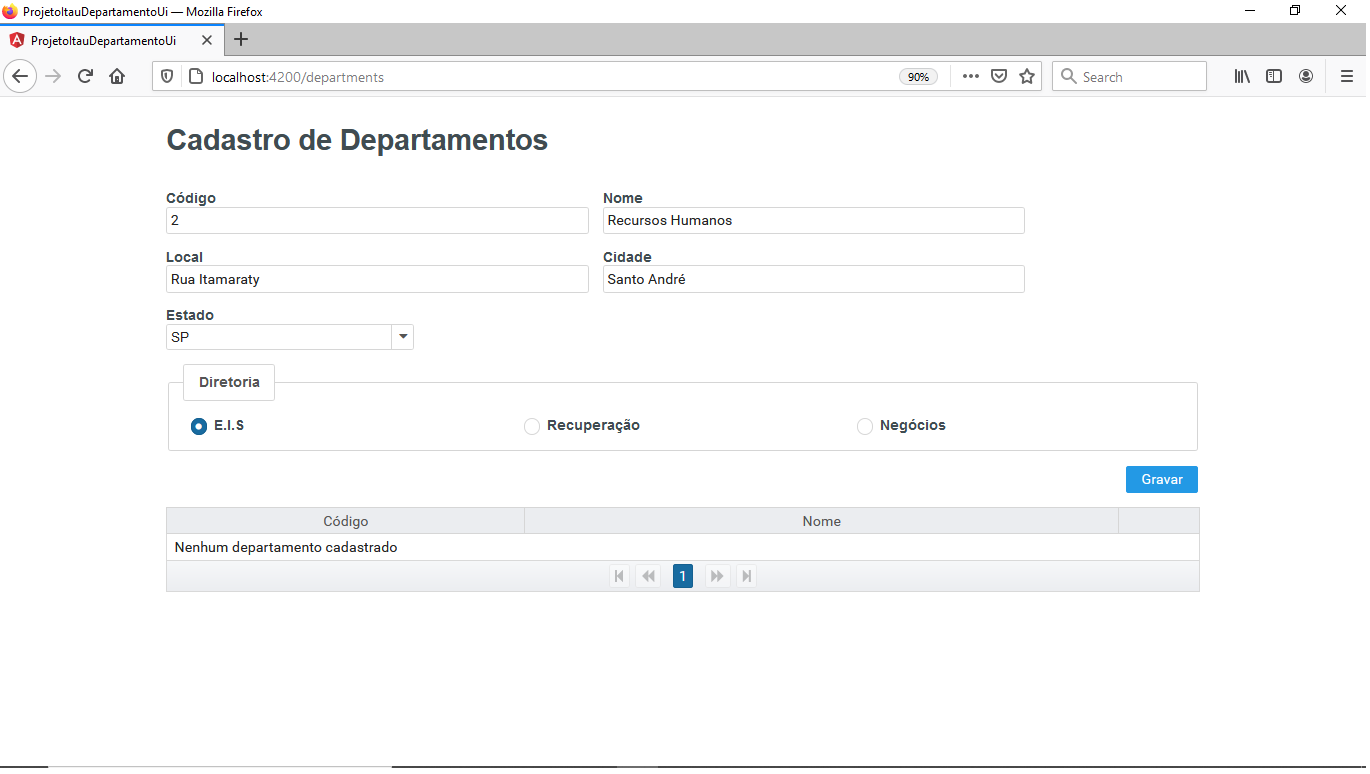 ProjetoItauDepartamentoUi — Mozilla Firefox
ProjetoItauDepartamentoUi
localhost:4200/departments
90%
Search
Cadastro de Departamentos
Código Nome
2 Recursos Humanos
Local Cidade
Rua Itamaraty Santo André
Estado
SP
Diretoria
E.I.S Recuperação Negócios
Gravar
Código Nome
Nenhum departamento cadastrado
1